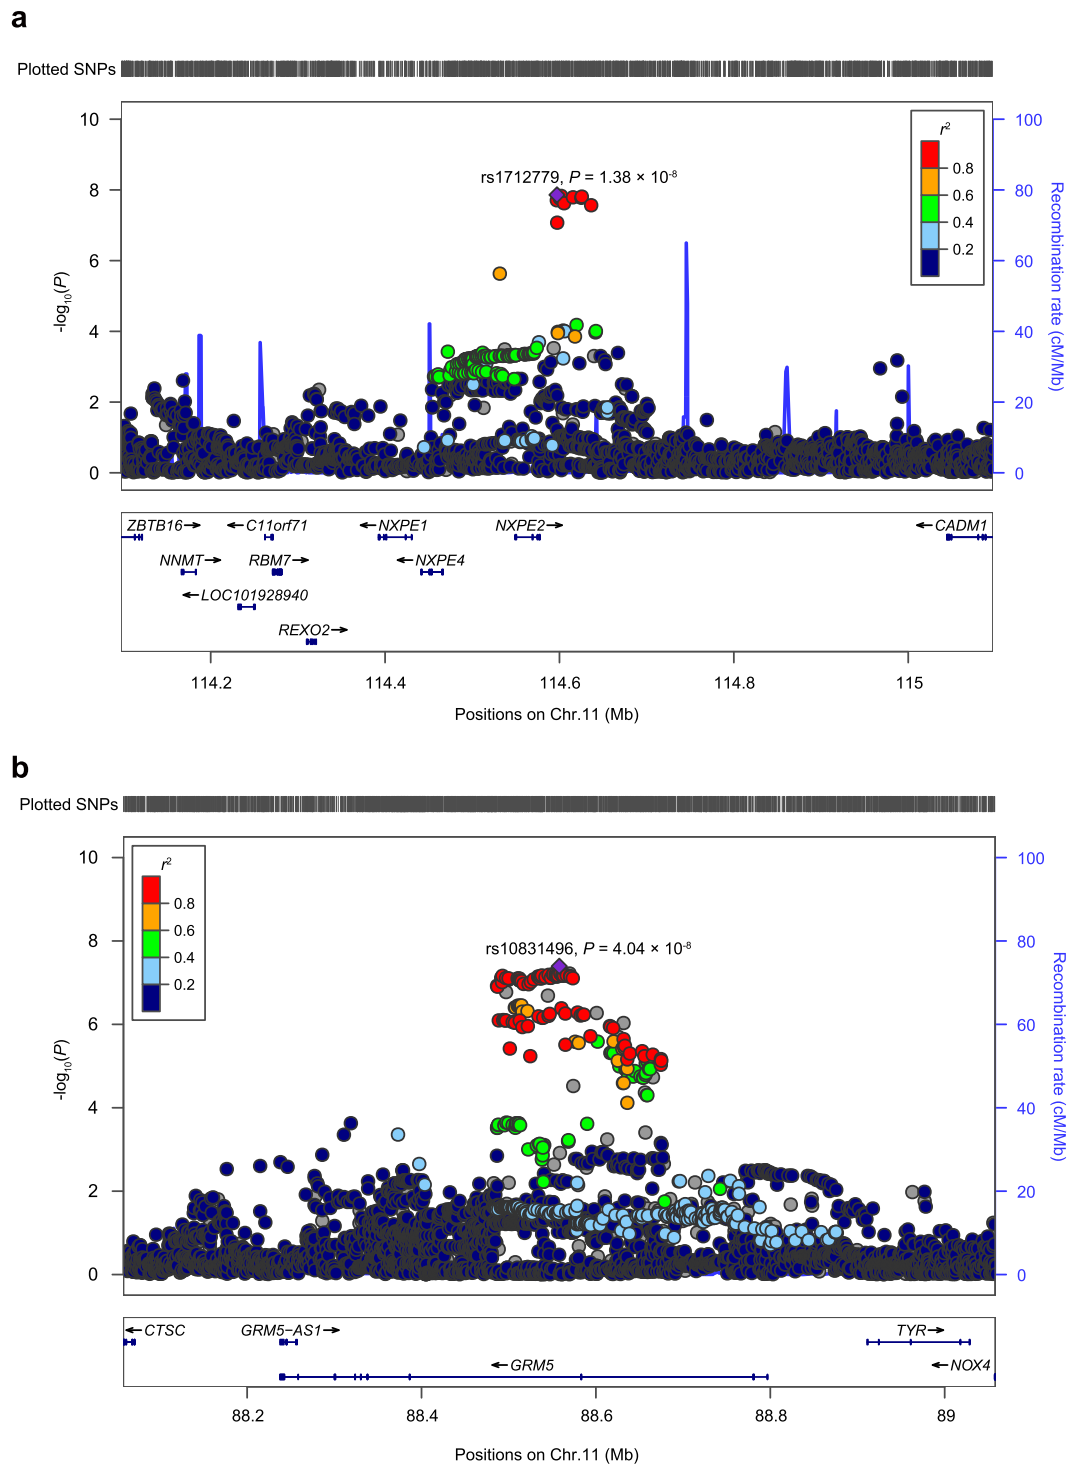 a
Plotted SNPs
10
8
6
4
2
0
-log10(P)
rs1712779, P = 1.38 × 10-8
r2
0.8
0.6
0.4
0.2
100
80
60
40
20
0
Recombination rate (cM/Mb)
ZBTB16
C11orf71
NXPE1
NXPE2
CADM1
NNMT
RBM7
NXPE4
LOC101928940
REXO2
114.2
114.4
114.6
114.8
115
Positions on Chr.11 (Mb)
b
Plotted SNPs
10
8
6
4
2
0
-log10(P)
r2
0.8
0.6
0.4
0.2
rs10831496, P = 4.04 × 10-8
100
80
60
40
20
0
Recombination rate (cM/Mb)
CTSC
GRM5−AS1
TYR
GRM5
NOX4
88.2
88.4
88.6
88.8
89
Positions on Chr.11 (Mb)